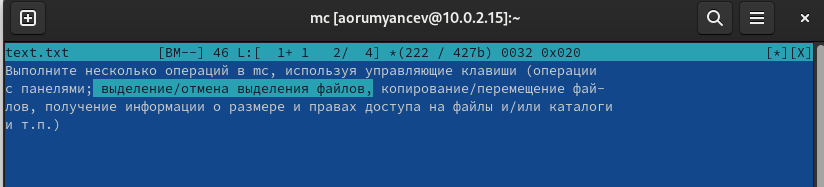 mc [aorumyancev@10.0.2.15]:~
text.txt [BM--] 46 L:[ 1+ 1 2/ 4] *(222 / 427b) 0032 0x020 [*][X]
Выполните несколько операций в mc, используя управляющие клавиши (операции
с панелями; выделение/отмена выделения файлов, копирование/перемещение фай-
лов, получение информации о размере и правах доступа на файлы и/или каталоги
и т.п.)